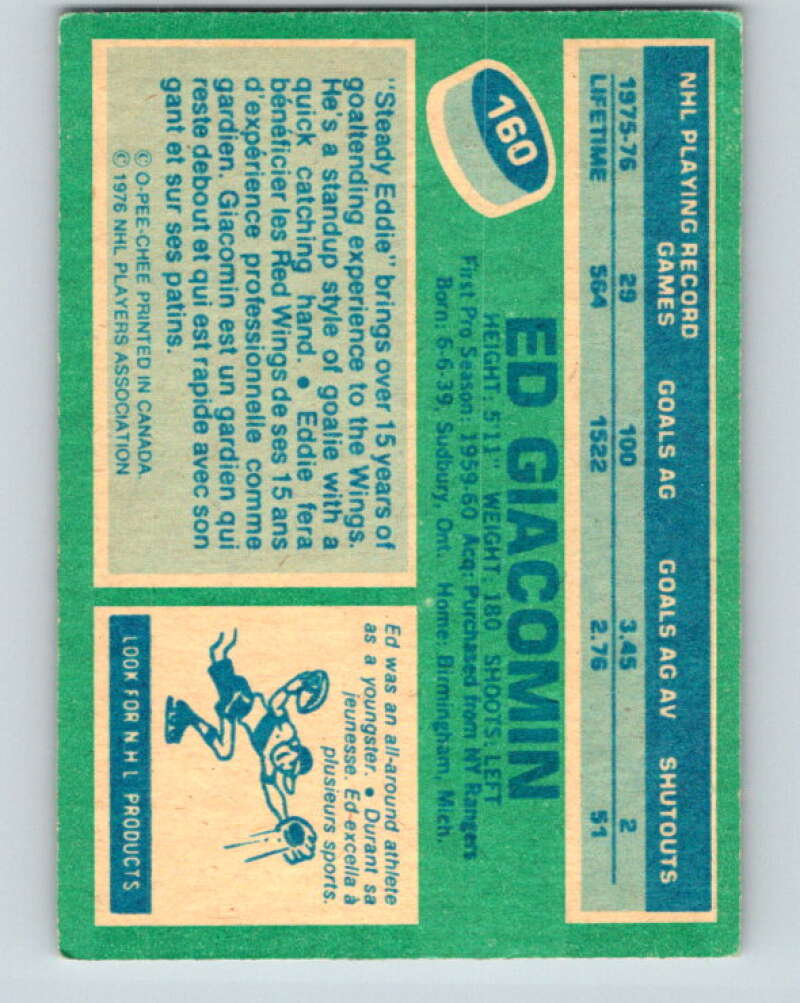 NHL PLAYING RECORD
GAMES GOALS AG GOALS AG AV SHUTOUTS
1975-76 29 100 3.45 2
LIFETIME 564 1522 2.76 51
160
ED GIACOMIN
HEIGHT: 5'11" WEIGHT: 180 SHOOTS: LEFT
First Pro Season: 1959-60 Acq: Purchased from NY Rangers
Born: 6-6-39, Sudbury, Ont. Home: Birmingham, Mich.
"Steady Eddie" brings over 15 years of
goaltending experience to the Wings.
He's a standup style of goalie with a
quick catching hand. • Eddie fera
bénéficier les Red Wings de ses 15 ans
d'expérience professionnelle comme
gardien. Giacomin est un gardien qui
reste debout et qui est rapide avec son
gant et sur ses patins.
© O-PEE-CHEE PRINTED IN CANADA.
© 1976 NHL PLAYERS ASSOCIATION
Ed was an all-around athlete
as a youngster. • Durant sa
jeunesse. Ed excella à
plusieurs sports.
LOOK FOR N.H.L PRODUCTS